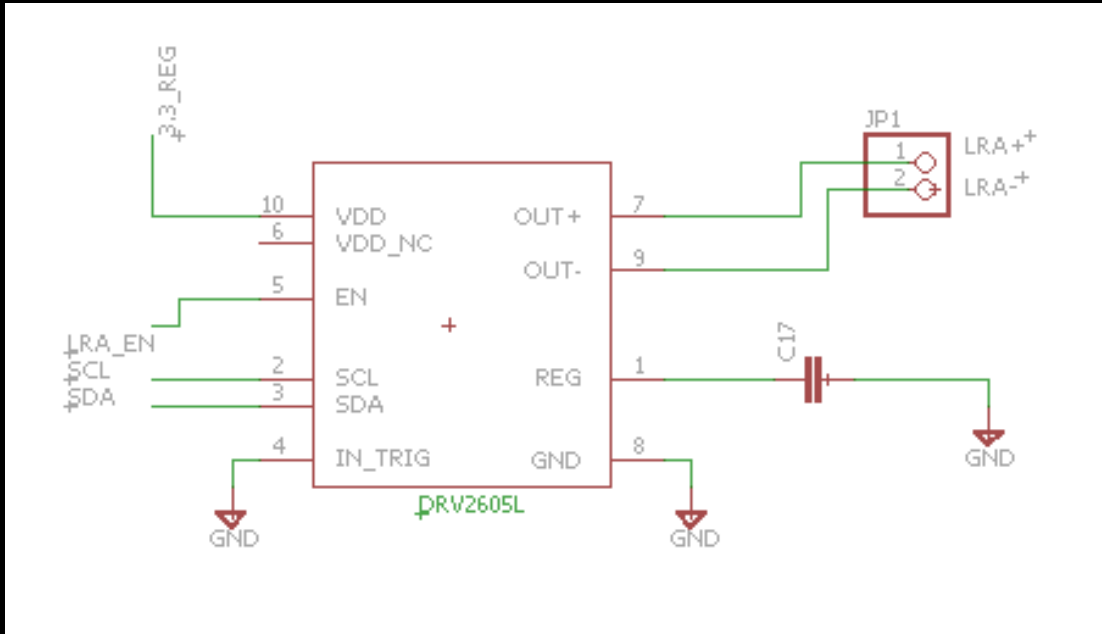 3.3_REG
JP1
1 LRA+
2 LRA-
10 VDD
6 VDD_NC
5 EN
LRA_EN
SCL
SDA
2 SCL
3 SDA
4 IN_TRIG
OUT+ 7
OUT- 9
REG 1
GND 8
C17
GND
DRV2605L
GND
GND